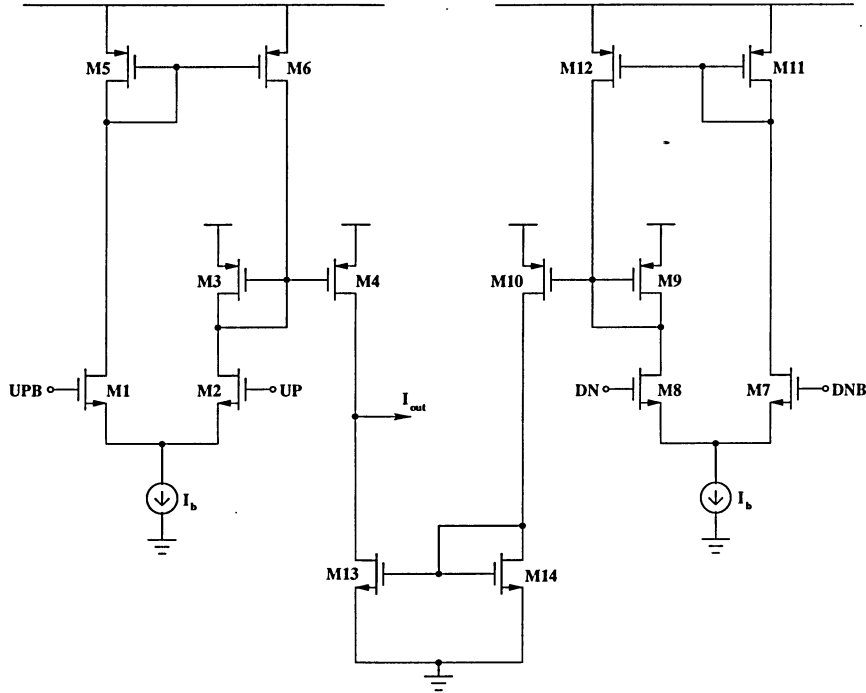 M5 M6 M12 M11
M3 M4 M10 M9
UPB M1 M2 UP I_out DN M8 M7 DNB
I_b I_b
M13 M14